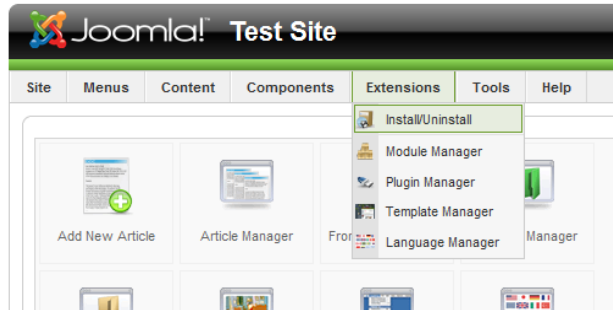 Joomla! Test Site
Site Menus Content Components Extensions Tools Help
Install/Uninstall
Module Manager
Plugin Manager
Template Manager
Language Manager
Add New Article Article Manager Fro Manager